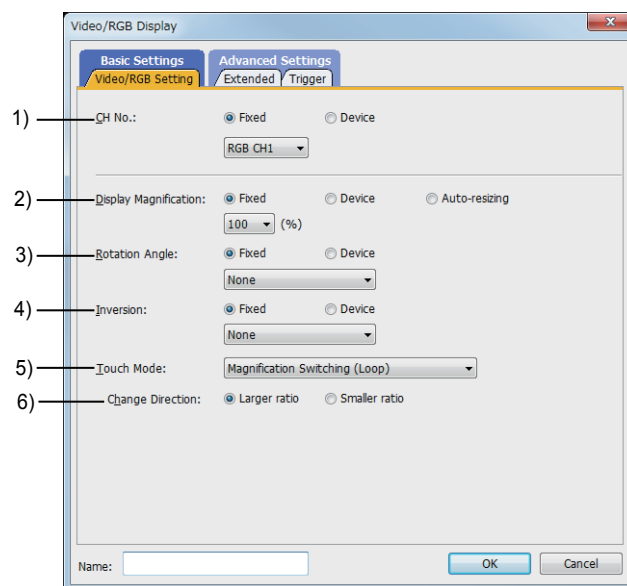 Video/RGB Display
x
Basic Settings Advanced Settings
Video/RGB Setting Extended Trigger
1) CH No.: Fixed Device
RGB CH1
2) Display Magnification: Fixed Device Auto-resizing
100 (%)
3) Rotation Angle: Fixed Device
None
4) Inversion: Fixed Device
None
5) Touch Mode: Magnification Switching (Loop)
6) Change Direction: Larger ratio Smaller ratio
Name: OK Cancel